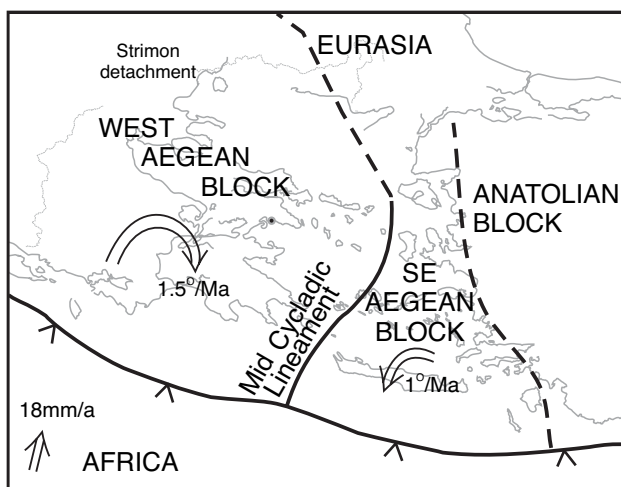 EURASIA
Strimon
detachment
WEST
AEGEAN
BLOCK
ANATOLIAN
BLOCK
SE
AEGEAN
BLOCK
1.5°/Ma
Mid Cycladic
Lineament
1°/Ma
18mm/a
AFRICA